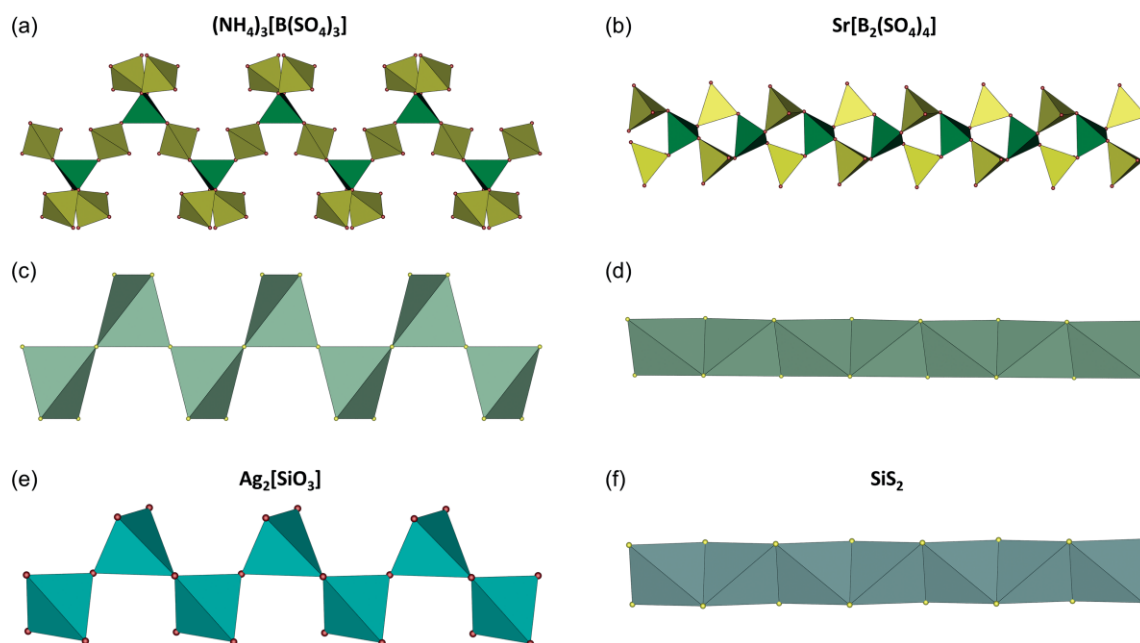 (a) (NH₄)₃[B(SO₄)₃]
(b) Sr[B₂(SO₄)₄]
(c)
(d)
(e) Ag₂[SiO₃]
(f) SiS₂